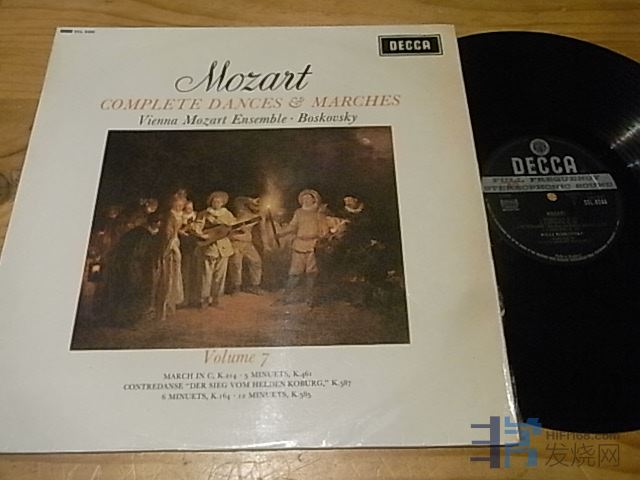 DECCA
Mozart
COMPLETE DANCES & MARCHES
Vienna Mozart Ensemble · Boskovsky
Volume 7
MARCH IN C, K.214 · 5 MINUETS, K.461
CONTREDANSE "DER SIEG VOM HELDEN KOBURG," K.587
6 MINUETS, K.164 · 12 MINUETS, K.585
DECCA
FULL FREQUENCY
STEREOPHONIC SOUND
MOZART
HiFi168.com
发烧网